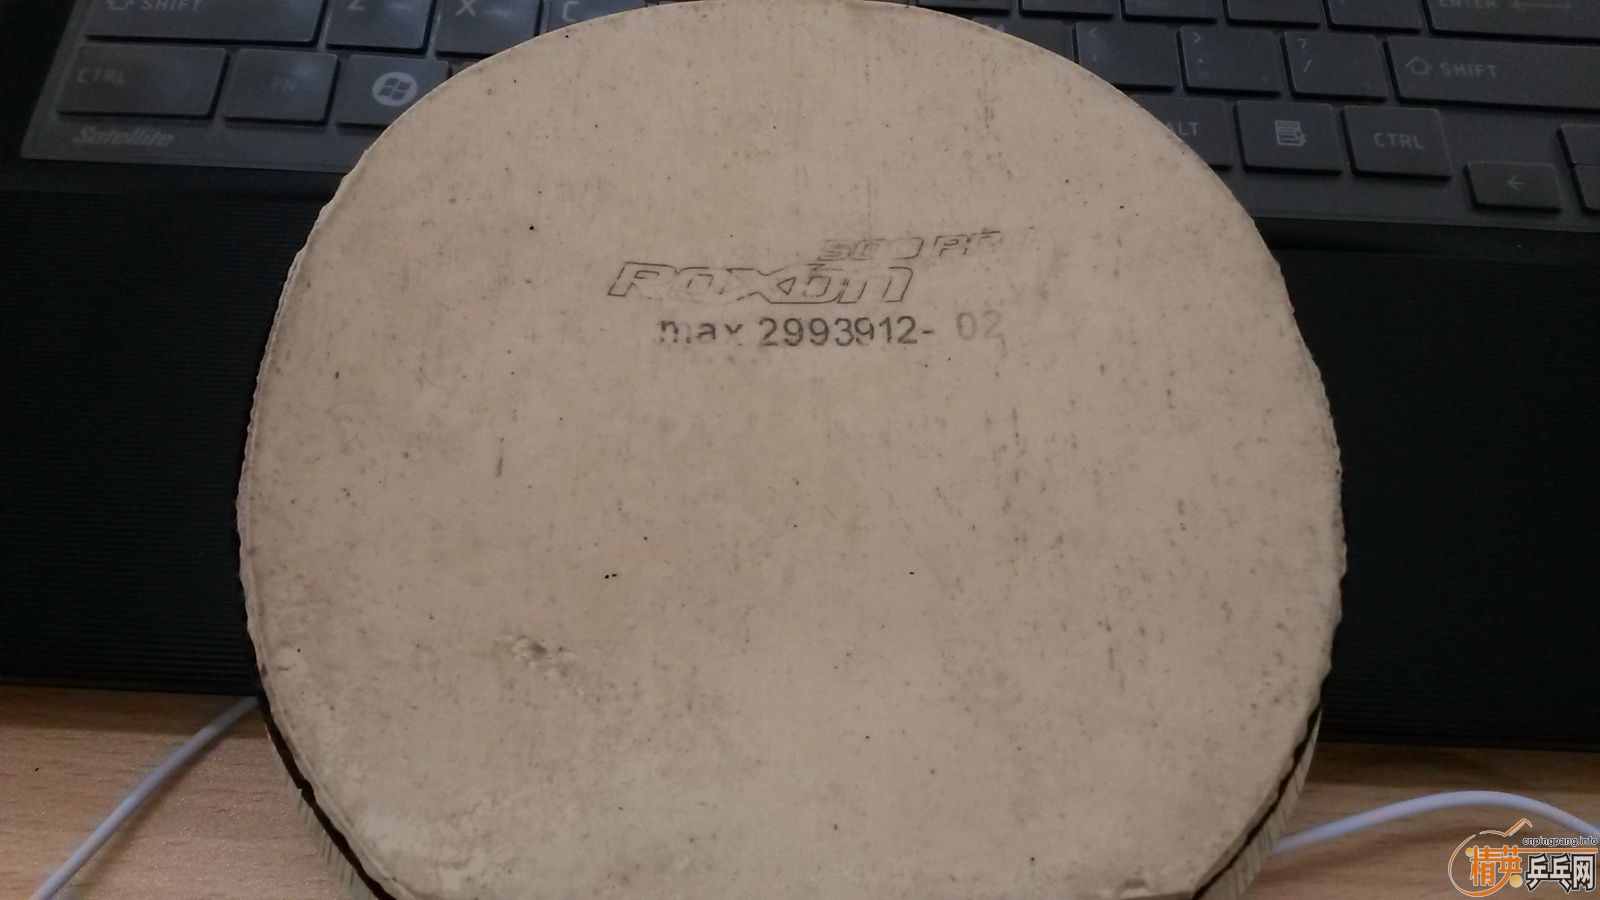 SHIFT
Z
X
C
ENTER
CTRL
FN
ALT
CTRL
SHIFT
Satellite
500 PRO
ROXON
max 2993912- 02
cnpingpang.info
精英乒乓网